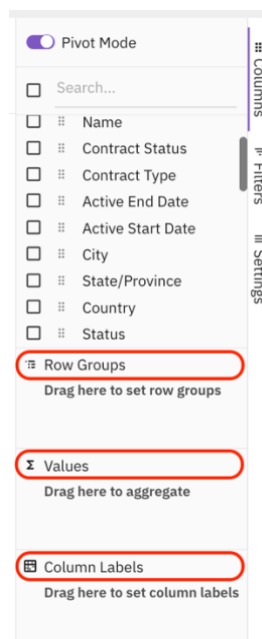 Pivot Mode
Search...
Name
Contract Status
Contract Type
Active End Date
Active Start Date
City
State/Province
Country
Status
Row Groups
Drag here to set row groups
Σ Values
Drag here to aggregate
Column Labels
Drag here to set column labels
Columns
Filters
Settings